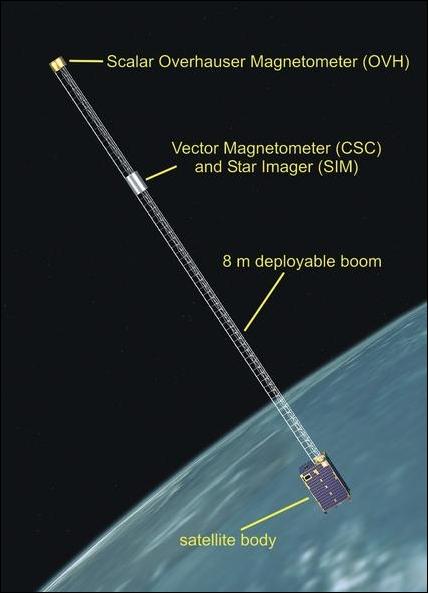 Scalar Overhauser Magnetometer (OVH)
Vector Magnetometer (CSC)
and Star Imager (SIM)
8 m deployable boom
satellite body